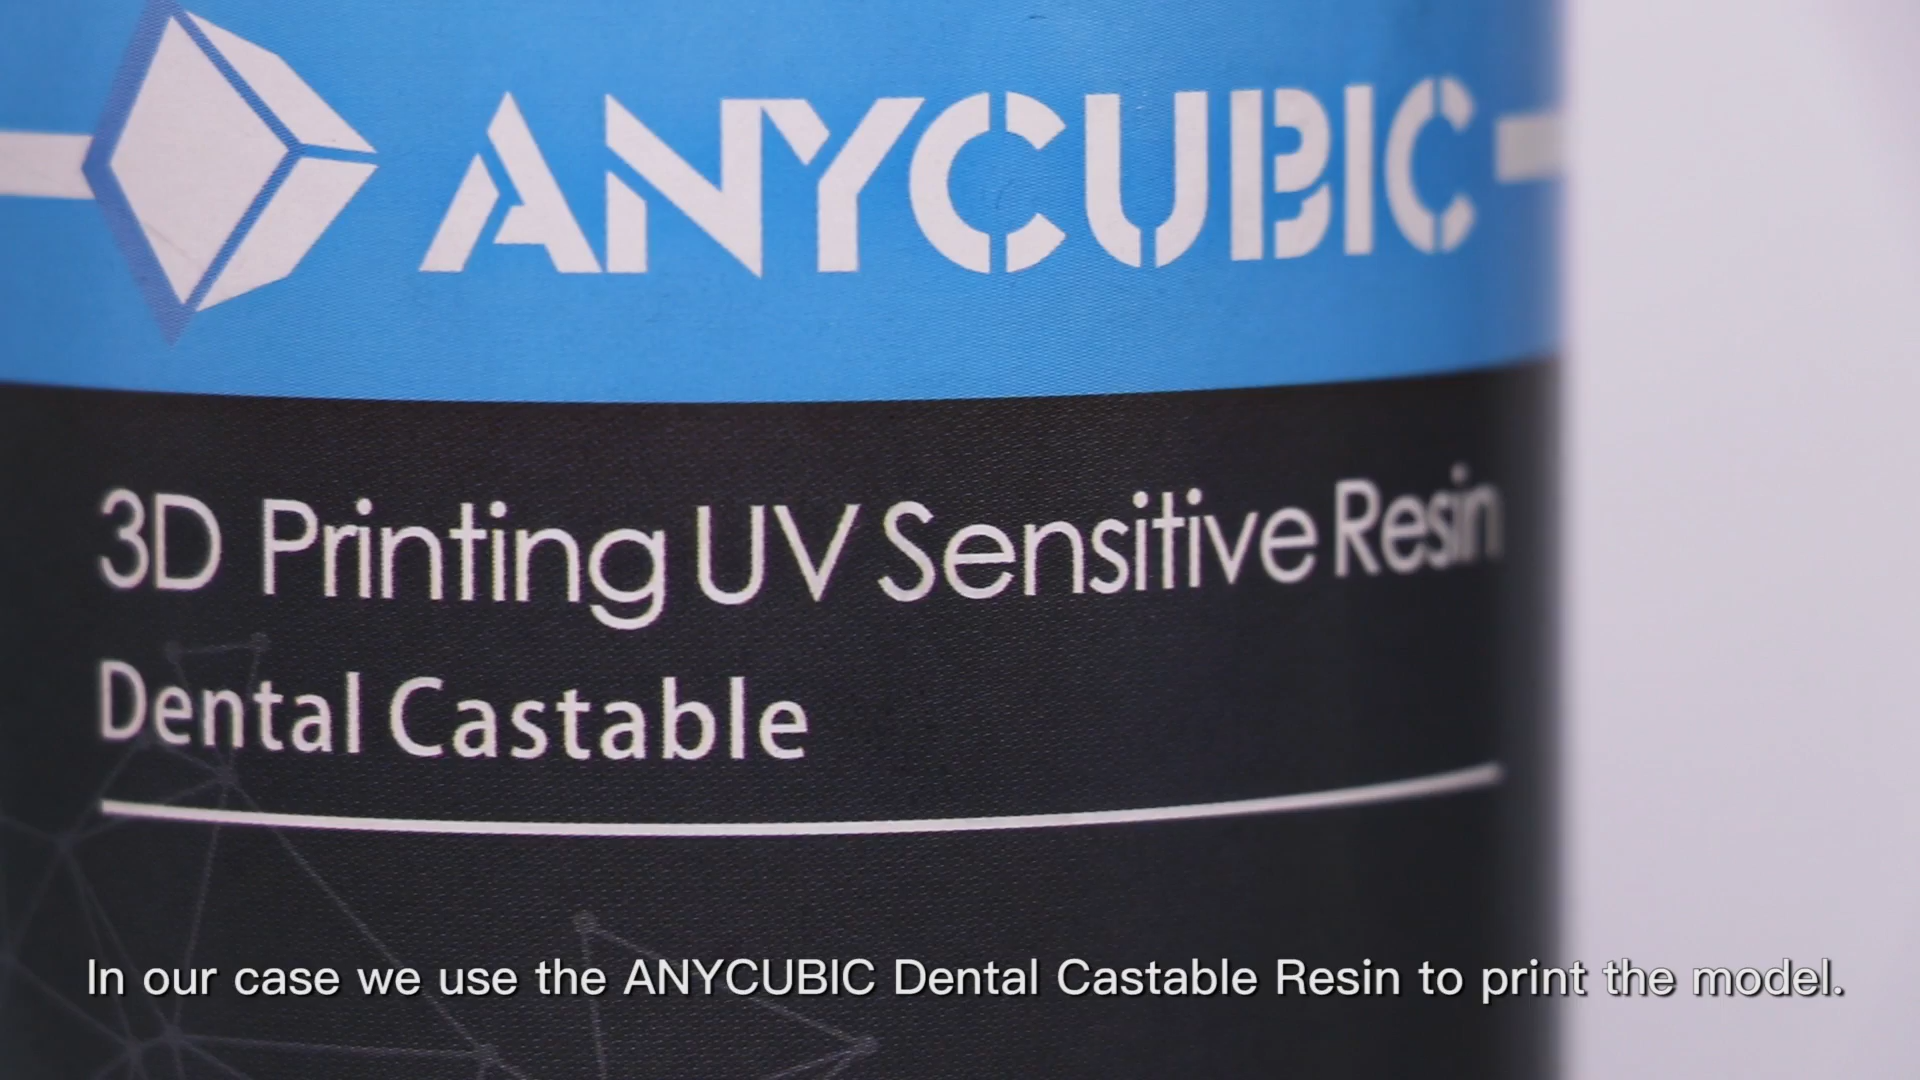 ANYCUBIC
3D Printing UV Sensitive Resin
Dental Castable
In our case we use the ANYCUBIC Dental Castable Resin to print the model.